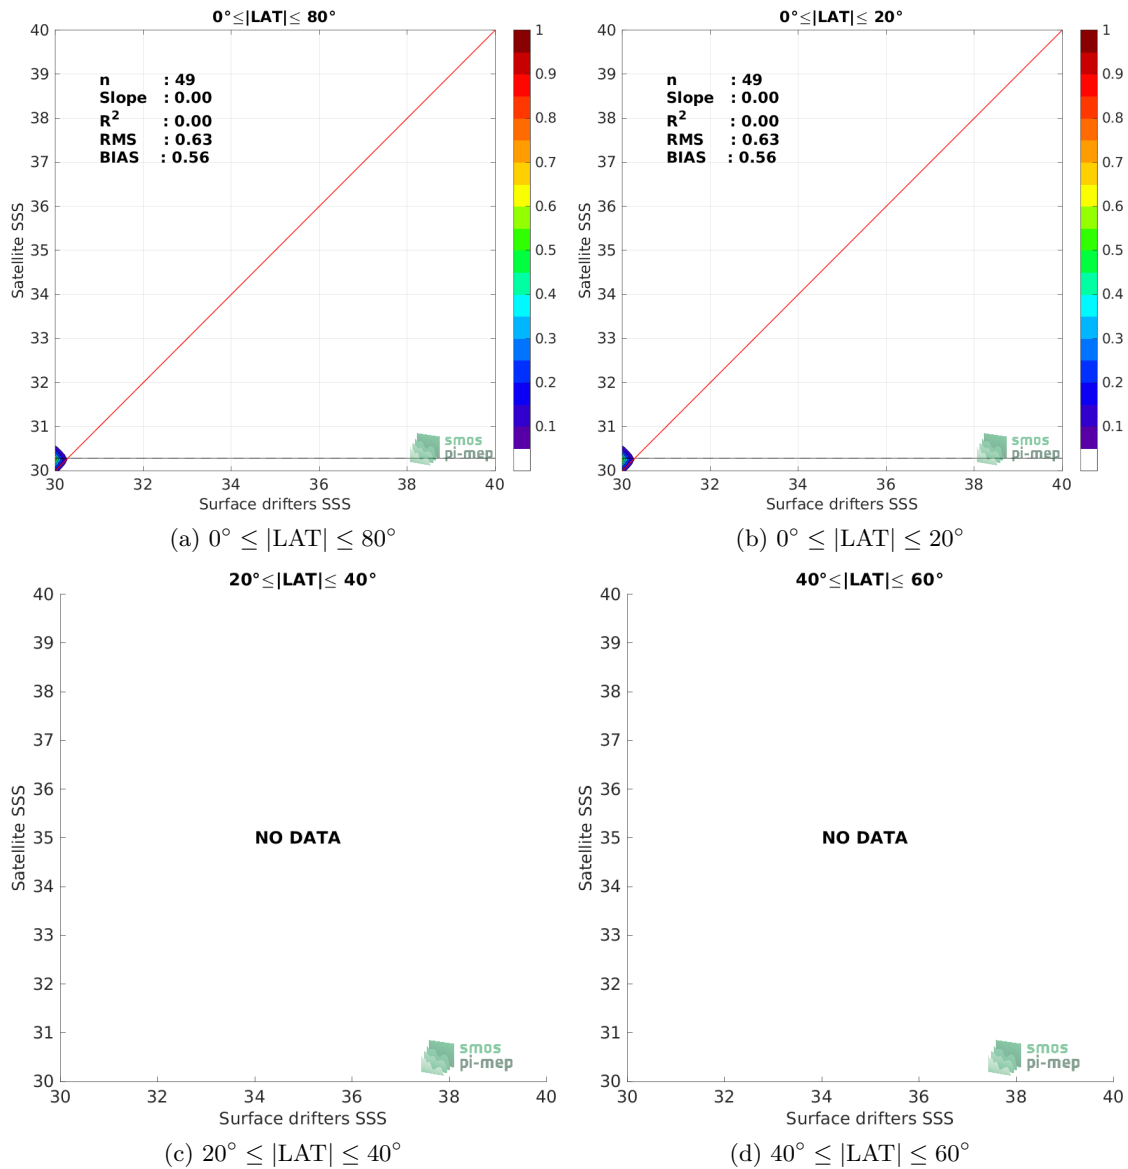 0°≤|LAT|≤ 80°
40
39
38
37
36
35
34
33
32
31
30
Satellite SSS
n : 49
Slope : 0.00
R² : 0.00
RMS : 0.63
BIAS : 0.56
smos
pi-mep
30 32 34 36 38 40
Surface drifters SSS
1
0.9
0.8
0.7
0.6
0.5
0.4
0.3
0.2
0.1
(a) 0° ≤ |LAT| ≤ 80°
0°≤|LAT|≤ 20°
40
39
38
37
36
35
34
33
32
31
30
Satellite SSS
n : 49
Slope : 0.00
R² : 0.00
RMS : 0.63
BIAS : 0.56
smos
pi-mep
30 32 34 36 38 40
Surface drifters SSS
1
0.9
0.8
0.7
0.6
0.5
0.4
0.3
0.2
0.1
(b) 0° ≤ |LAT| ≤ 20°
20°≤|LAT|≤ 40°
40
39
38
37
36
35
34
33
32
31
30
Satellite SSS
NO DATA
smos
pi-mep
30 32 34 36 38 40
Surface drifters SSS
(c) 20° ≤ |LAT| ≤ 40°
40°≤|LAT|≤ 60°
40
39
38
37
36
35
34
33
32
31
30
Satellite SSS
NO DATA
smos
pi-mep
30 32 34 36 38 40
Surface drifters SSS
(d) 40° ≤ |LAT| ≤ 60°